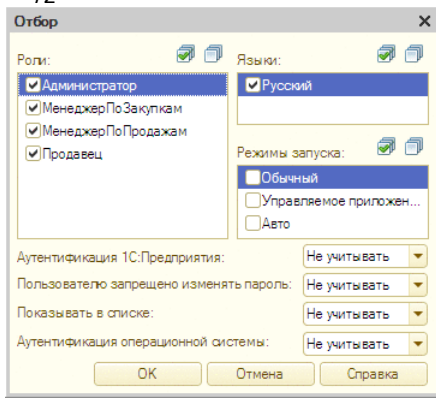 Отбор
Роли:
Администратор
МенеджерПоЗакупкам
МенеджерПоПродажам
Продавец
Языки:
Русский
Режимы запуска:
Обычный
Управляемое приложен...
Авто
Аутентификация 1С:Предприятия: Не учитывать
Пользователю запрещено изменять пароль: Не учитывать
Показывать в списке: Не учитывать
Аутентификация операционной системы: Не учитывать
ОК Отмена Справка